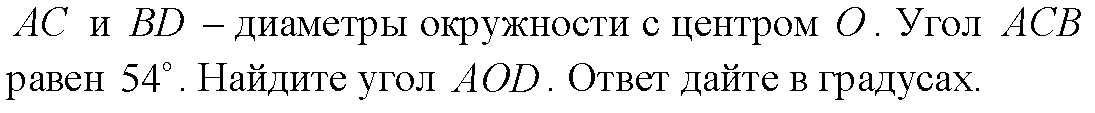 AC и BD – диаметры окружности с центром O. Угол ACB
равен 54°. Найдите угол AOD. Ответ дайте в градусах.